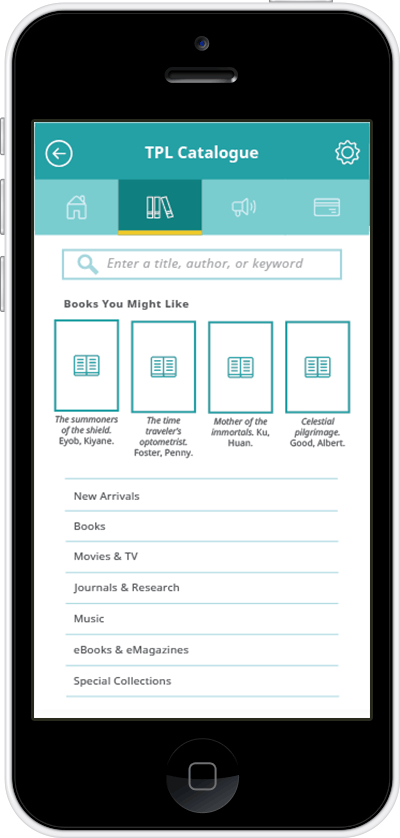 TPL Catalogue
Enter a title, author, or keyword
Books You Might Like
The summoners
of the shield.
Eyob, Kiyane.
The time
traveler's
optometrist.
Foster, Penny.
Mother of the
immortals. Ku,
Huan.
Celestial
pilgrimage.
Good, Albert.
New Arrivals
Books
Movies & TV
Journals & Research
Music
eBooks & eMagazines
Special Collections